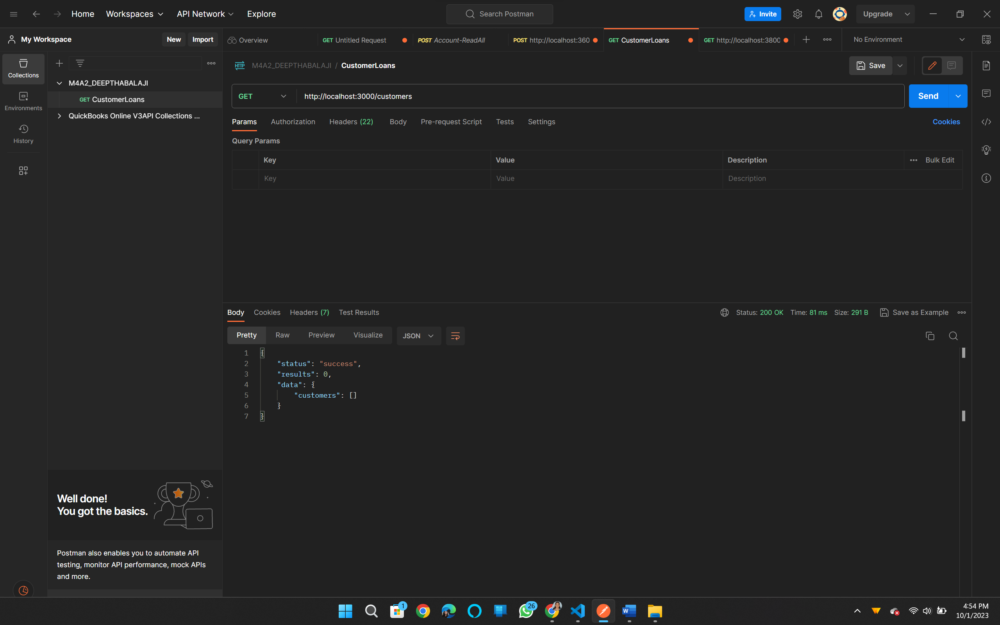 Home Workspaces API Network Explore Search Postman Invite Upgrade
My Workspace New Import Overview GET Untitled Request POST Account-ReadAll POST http://localhost:360 GET CustomerLoans GET http://localhost:3800 No Environment
Collections
Environments
History
M4A2_DEEPTHABALAJI
GET CustomerLoans
QuickBooks Online V3API Collections ...
HTTP M4A2_DEEPTHABALAJI / CustomerLoans Save
GET http://localhost:3000/customers Send
Params Authorization Headers (22) Body Pre-request Script Tests Settings Cookies
Query Params
Key Value Description Bulk Edit
Key Value Description
Body Cookies Headers (7) Test Results Status: 200 OK Time: 81 ms Size: 291 B Save as Example
Pretty Raw Preview Visualize JSON
1 {
2 "status": "success",
3 "results": 0,
4 "data": {
5 "customers": []
6 }
7 }
Well done!
You got the basics.
Postman also enables you to automate API
testing, monitor API performance, mock APIs
and more.
1
26
W
4:54 PM
10/1/2023